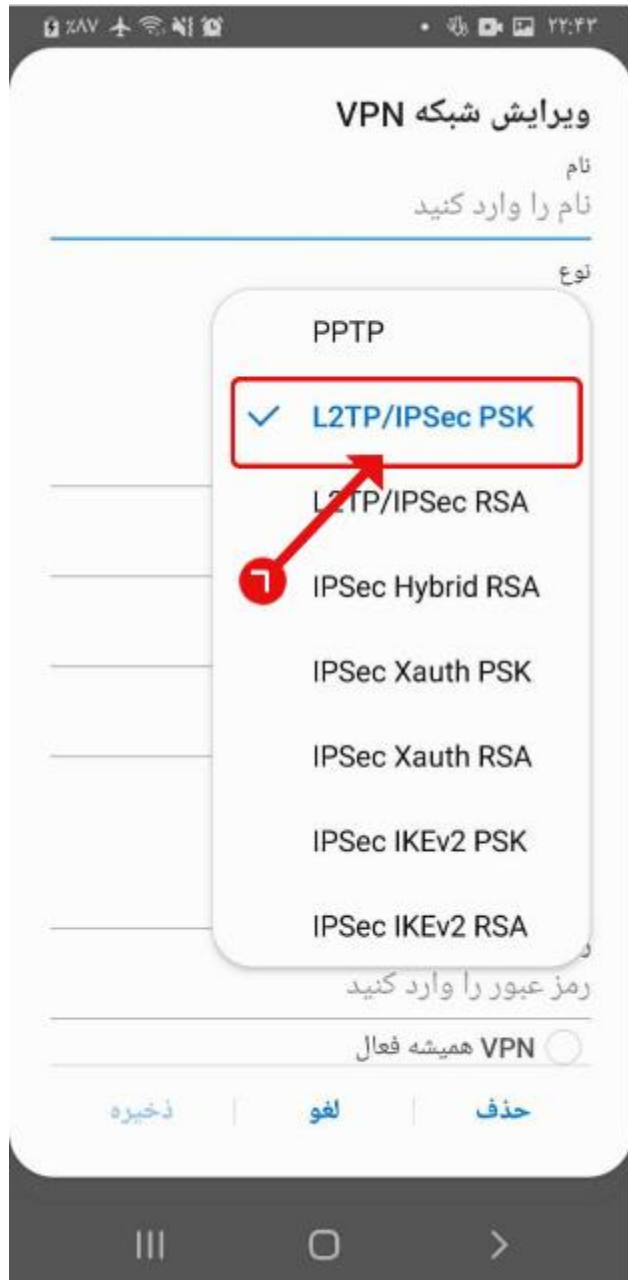 ٪۸۷ ۲۲:۴۳
ویرایش شبکه VPN
نام
نام را وارد کنید
نوع
PPTP
L2TP/IPSec PSK
L2TP/IPSec RSA
IPSec Hybrid RSA
IPSec Xauth PSK
IPSec Xauth RSA
IPSec IKEv2 PSK
IPSec IKEv2 RSA
رمز عبور را وارد کنید
VPN همیشه فعال
حذف لغو ذخیره